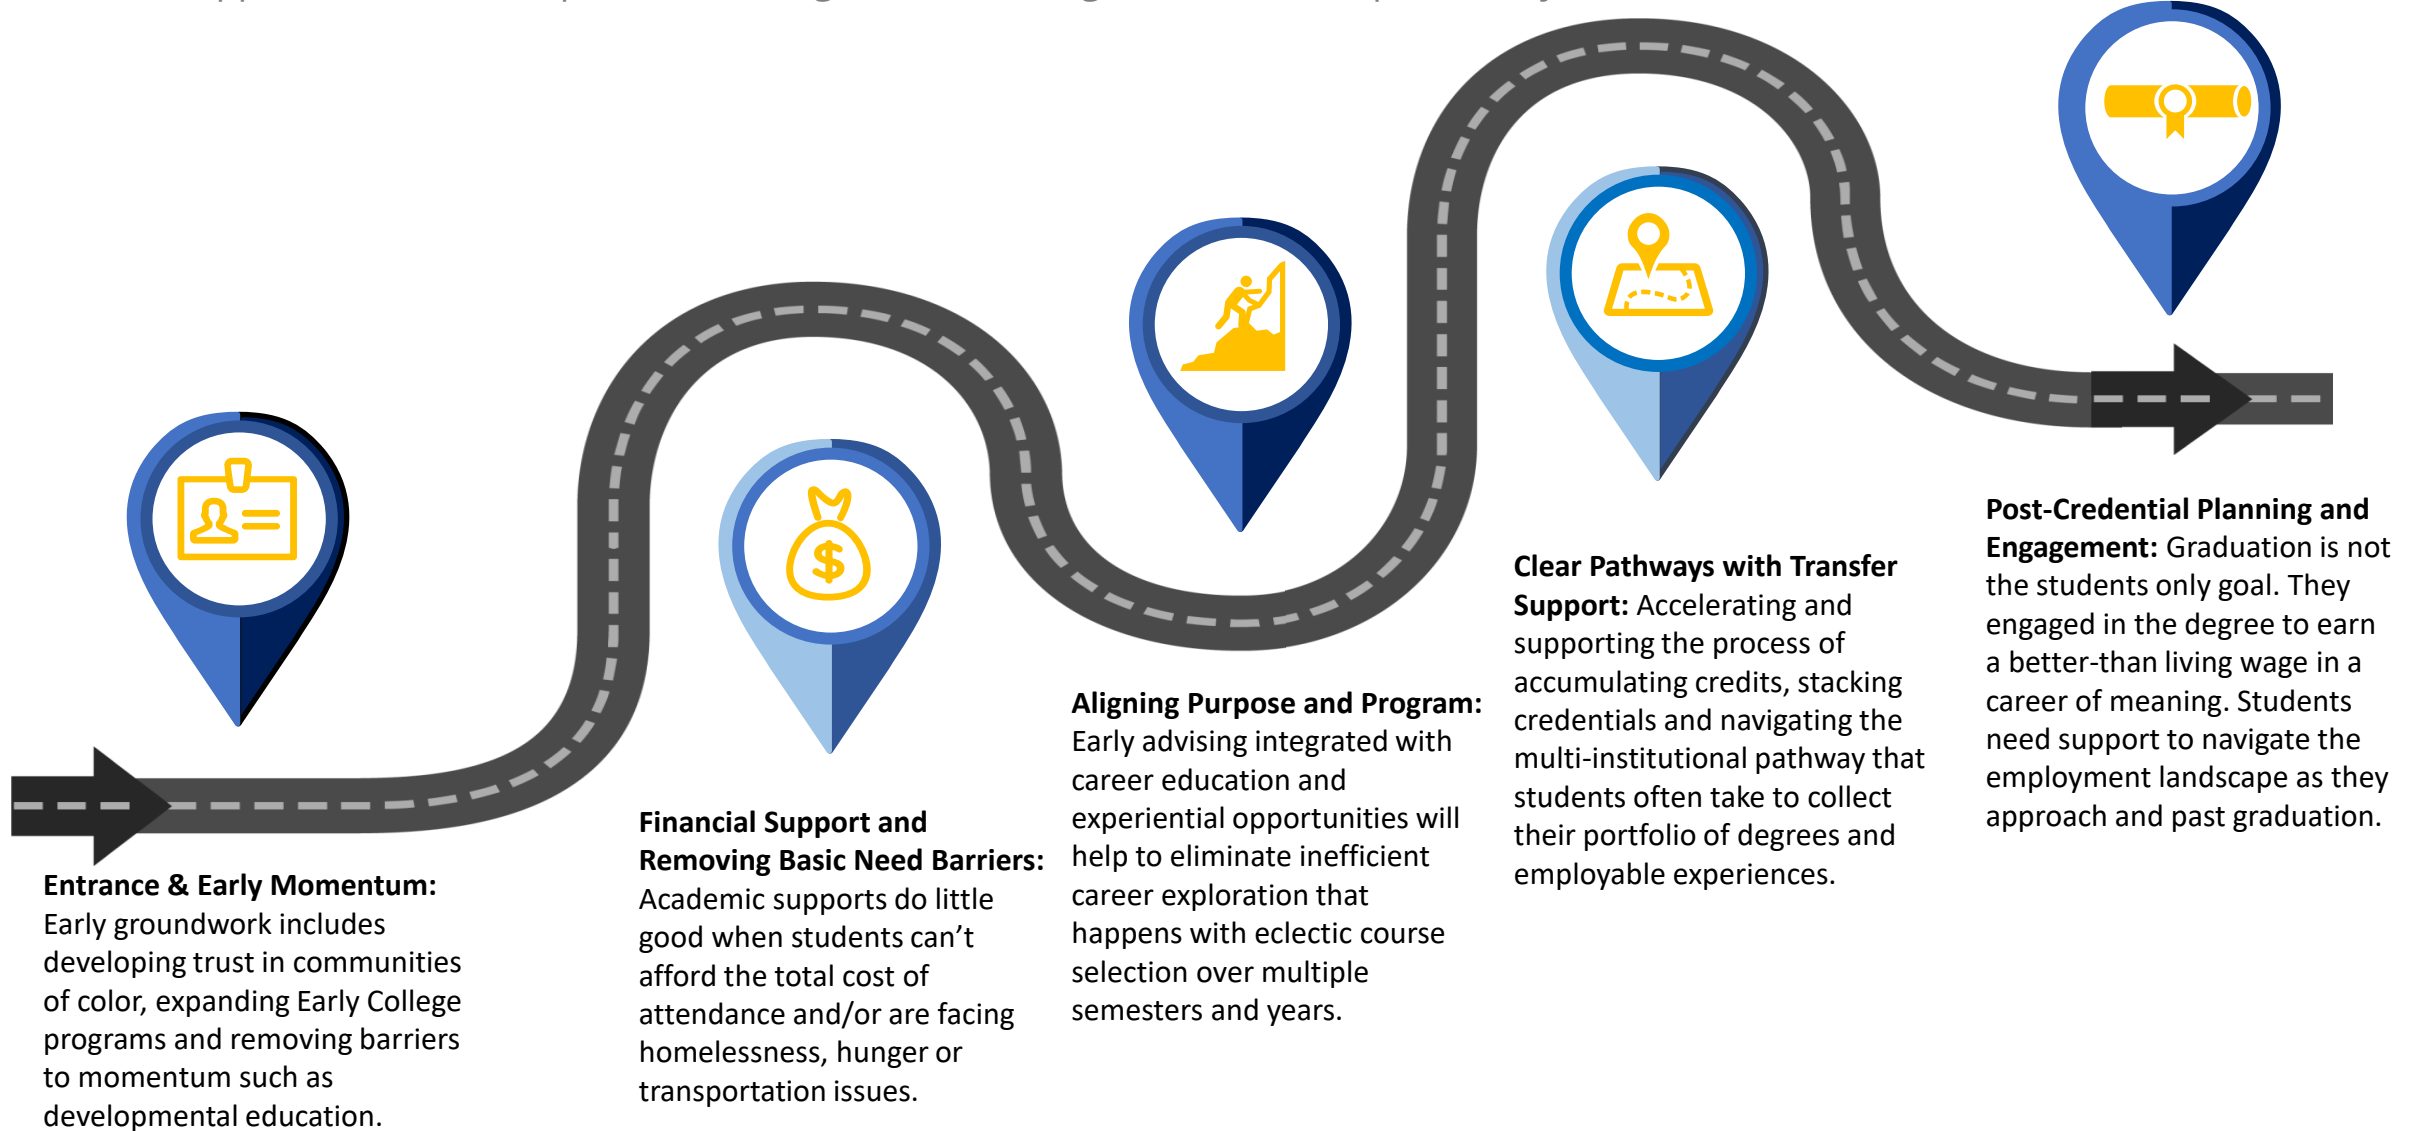 Entrance & Early Momentum:
Early groundwork includes
developing trust in communities
of color, expanding Early College
programs and removing barriers
to momentum such as
developmental education.
$
Financial Support and
Removing Basic Need Barriers:
Academic supports do little
good when students can’t
afford the total cost of
attendance and/or are facing
homelessness, hunger or
transportation issues.
Aligning Purpose and Program:
Early advising integrated with
career education and
experiential opportunities will
help to eliminate inefficient
career exploration that
happens with eclectic course
selection over multiple
semesters and years.
Clear Pathways with Transfer
Support: Accelerating and
supporting the process of
accumulating credits, stacking
credentials and navigating the
multi-institutional pathway that
students often take to collect
their portfolio of degrees and
employable experiences.
Post-Credential Planning and
Engagement: Graduation is not
the students only goal. They
engaged in the degree to earn
a better-than living wage in a
career of meaning. Students
need support to navigate the
employment landscape as they
approach and past graduation.